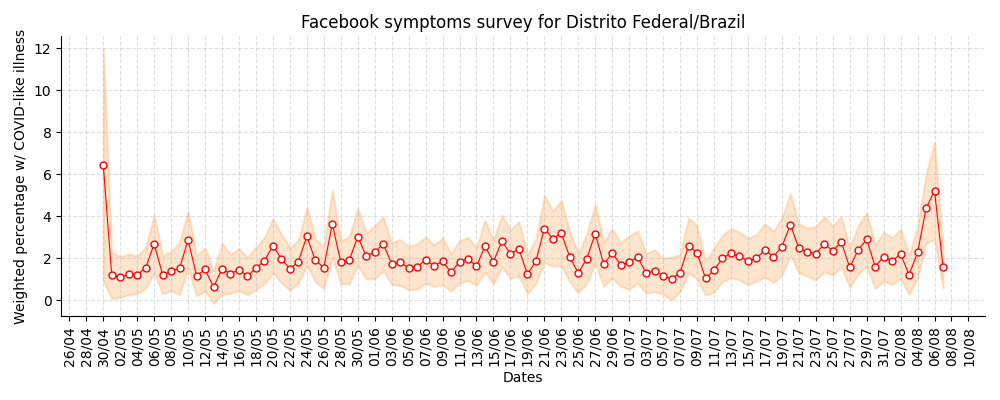 Facebook symptoms survey for Distrito Federal/Brazil
Weighted percentage w/ COVID-like illness
12
10
8
6
4
2
0
26/04 28/04 30/04 02/05 04/05 06/05 08/05 10/05 12/05 14/05 16/05 18/05 20/05 22/05 24/05 26/05 28/05 30/05 01/06 03/06 05/06 07/06 09/06 11/06 13/06 15/06 17/06 19/06 21/06 23/06 25/06 27/06 29/06 01/07 03/07 05/07 07/07 09/07 11/07 13/07 15/07 17/07 19/07 21/07 23/07 25/07 27/07 29/07 31/07 02/08 04/08 06/08 08/08 10/08
Dates